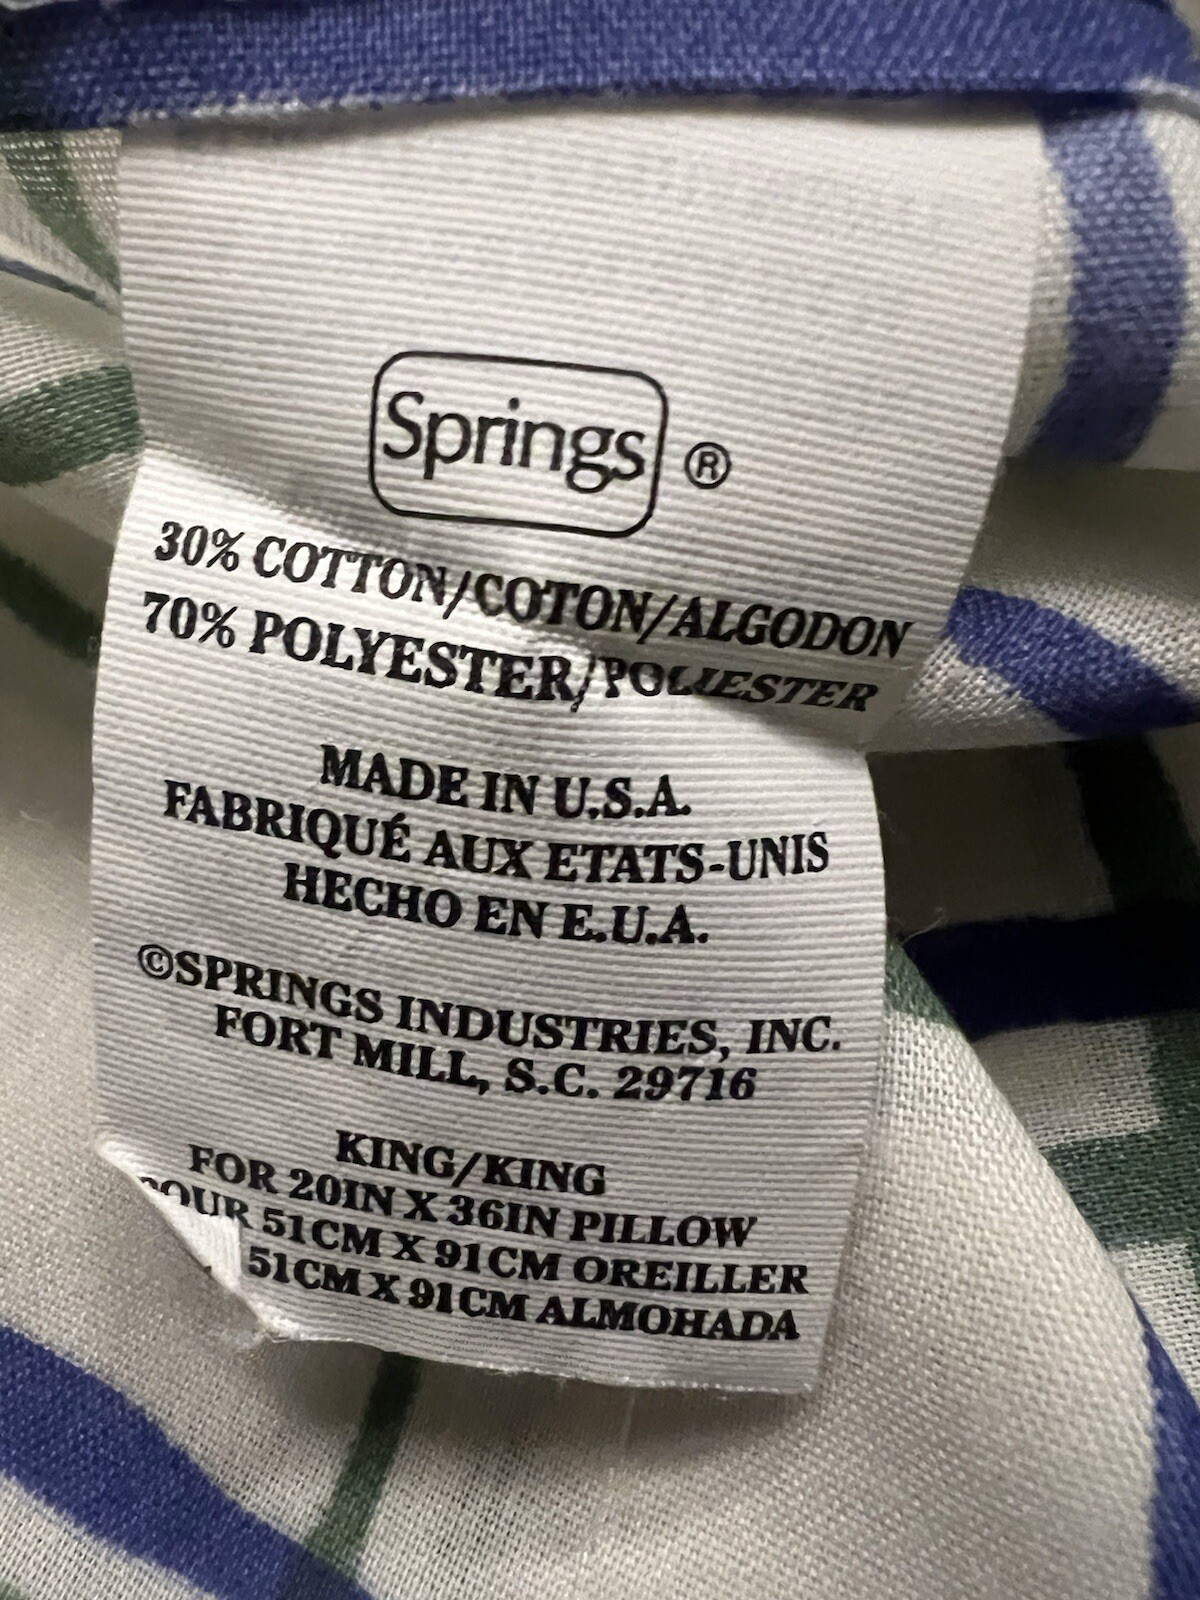 Springs ®
30% COTTON/COTON/ALGODON
70% POLYESTER/POLIESTER
MADE IN U.S.A.
FABRIQUÉ AUX ETATS-UNIS
HECHO EN E.U.A.
©SPRINGS INDUSTRIES, INC.
FORT MILL, S.C. 29716
KING/KING
FOR 20IN X 36IN PILLOW
POUR 51CM X 91CM OREILLER
51CM X 91CM ALMOHADA